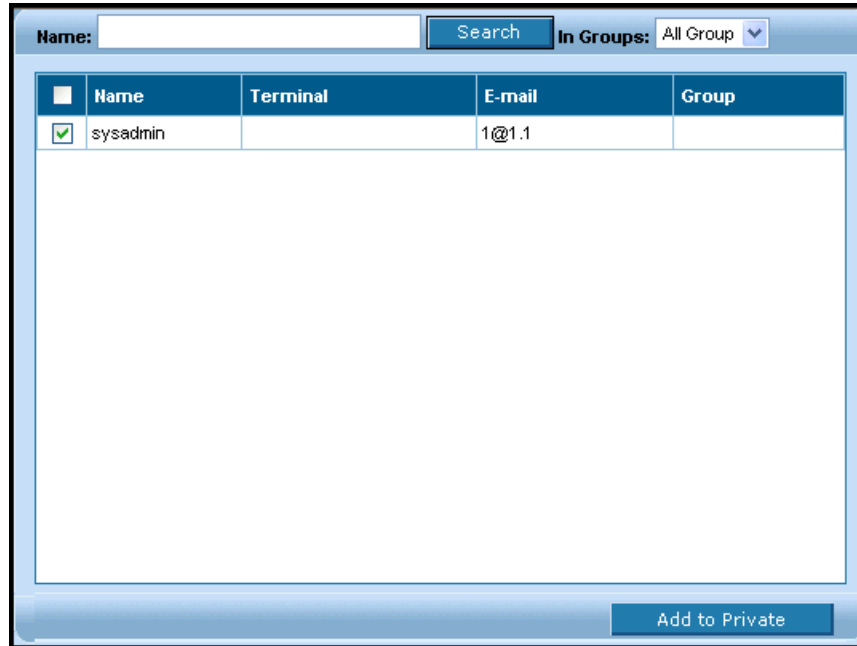 Name: Search In Groups: All Group
Name Terminal E-mail Group
sysadmin 1@1.1
Add to Private